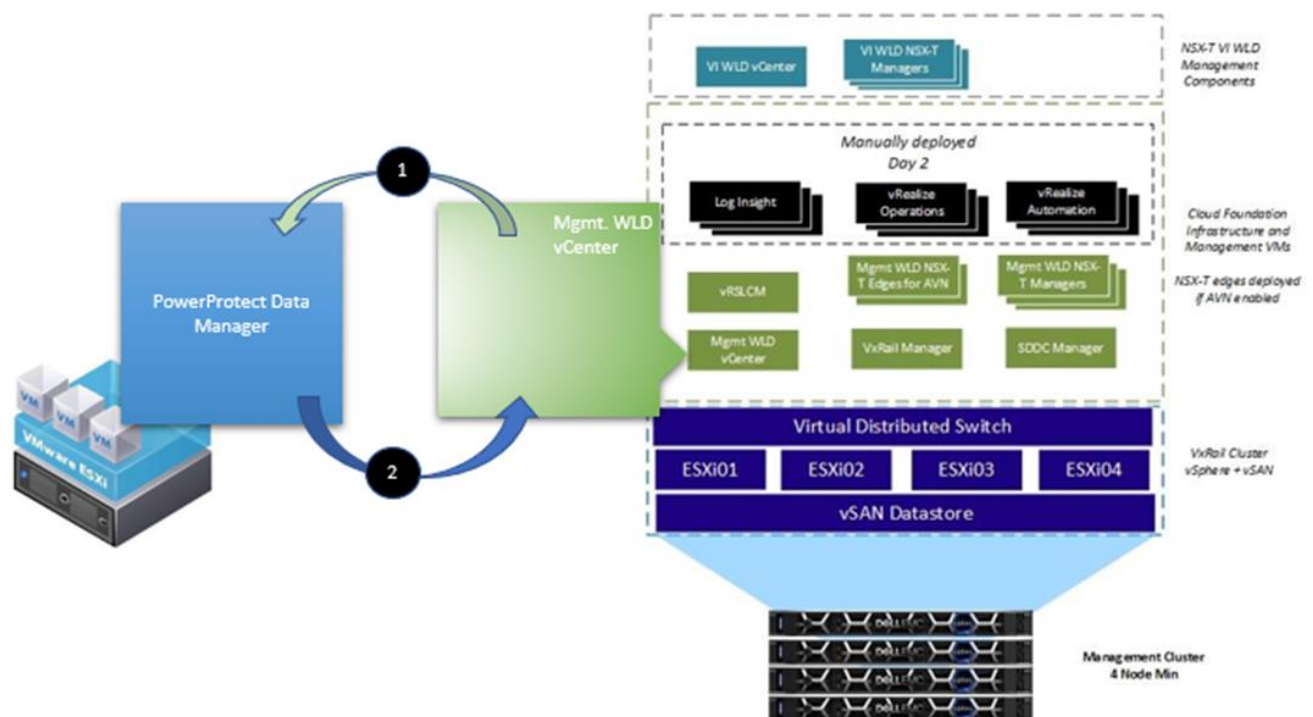 VI WLD vCenter
VI WLD NSX-T
Managers
NSX-T VI WLD
Management
Components
Manually deployed
Day 2
Log Insight
vRealize
Operations
vRealize
Automation
Cloud Foundation
Infrastructure and
Management VMs
NSX-T edges deployed
if AVN enabled
vRSLCM
Mgmt WLD NSX-
T Edges for AVN
Mgmt WLD NSX-
T Managers
Mgmt WLD
vCenter
VxRail Manager
SDDC Manager
1
PowerProtect Data
Manager
Mgmt. WLD
vCenter
2
VM
VM
VM
VMware ESXi
Virtual Distributed Switch
ESXi01
ESXi02
ESXi03
ESXi04
vSAN Datastore
VxRail Cluster
vSphere + vSAN
DELLEMC
DELLEMC
DELLEMC
DELLEMC
Management Cluster
4 Node Min